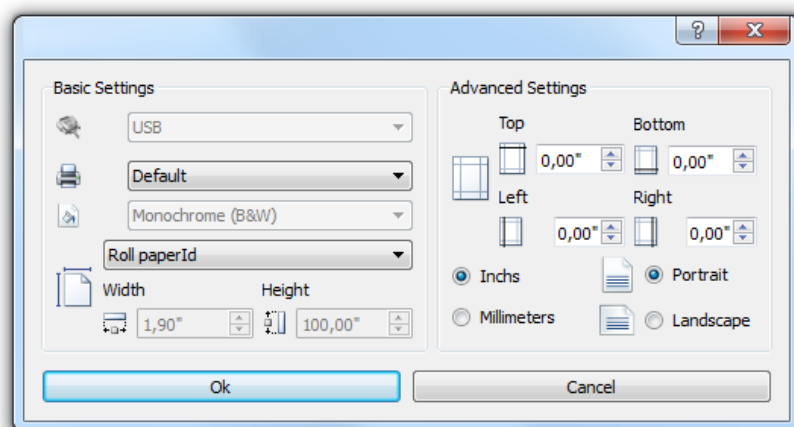 ?
Basic Settings
USB
Default
Monochrome (B&W)
Roll paperId
Width Height
1,90" 100,00"
Advanced Settings
Top Bottom
0,00" 0,00"
Left Right
0,00" 0,00"
Inchs Portrait
Millimeters Landscape
Ok Cancel